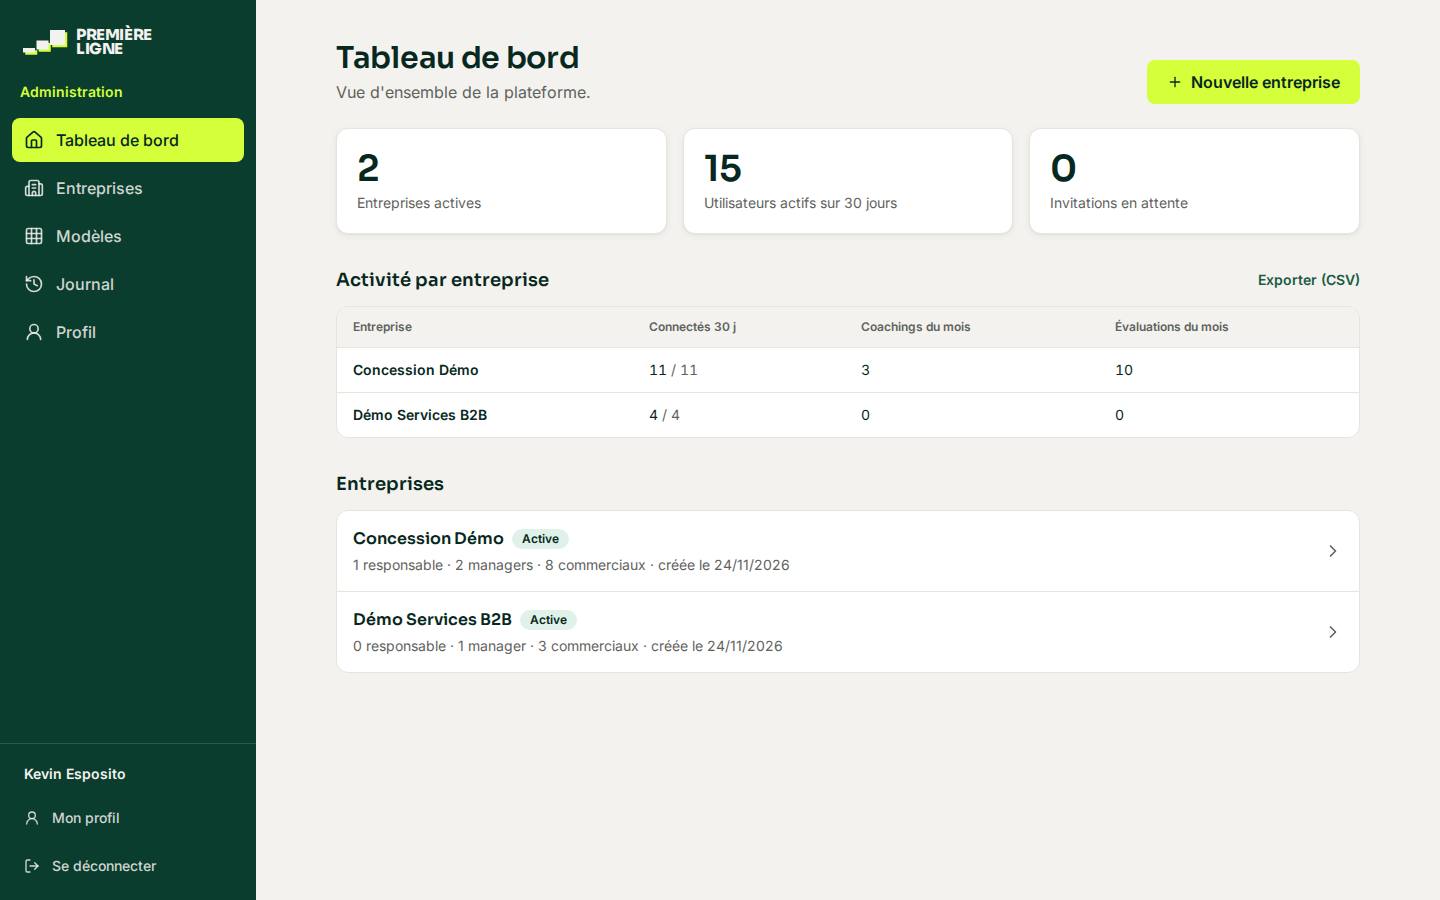 PREMIÈRE
LIGNE
Administration
Tableau de bord
Entreprises
Modèles
Journal
Profil
Kevin Esposito
Mon profil
Se déconnecter
Tableau de bord
Vue d'ensemble de la plateforme.
+ Nouvelle entreprise
2
Entreprises actives
15
Utilisateurs actifs sur 30 jours
0
Invitations en attente
Activité par entreprise
Exporter (CSV)
Entreprise Connectés 30 j Coachings du mois Évaluations du mois
Concession Démo 11 / 11 3 10
Démo Services B2B 4 / 4 0 0
Entreprises
Concession Démo Active
1 responsable · 2 managers · 8 commerciaux · créée le 24/11/2026
Démo Services B2B Active
0 responsable · 1 manager · 3 commerciaux · créée le 24/11/2026